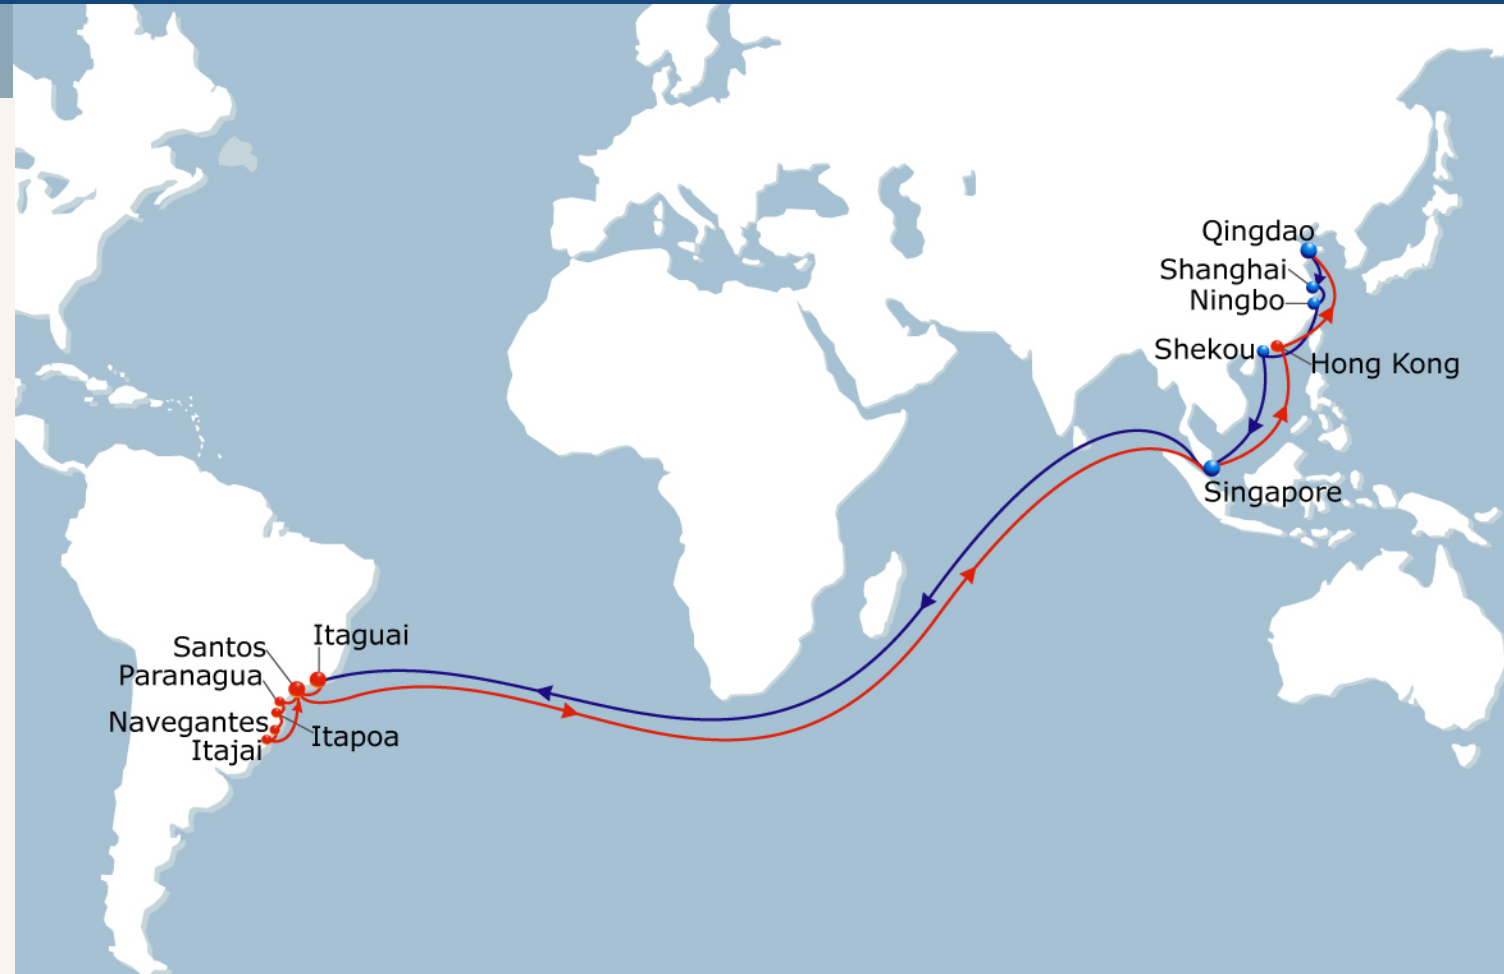 Qingdao
Shanghai
Ningbo
Shekou
Hong Kong
Singapore
Itaguai
Santos
Paranagua
Navegantes
Itapoa
Itajai